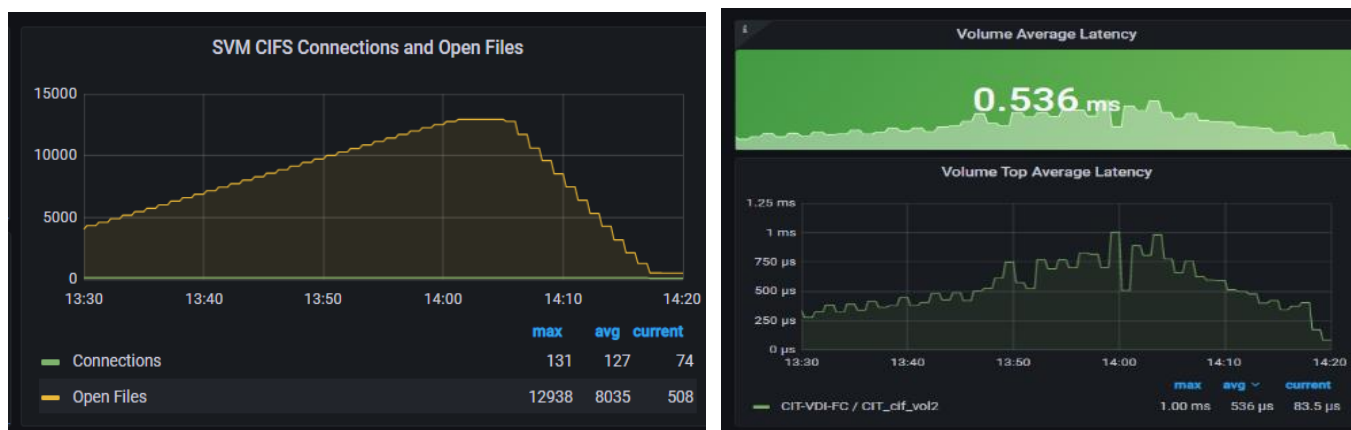 SVM CIFS Connections and Open Files
15000
10000
5000
0
13:30 13:40 13:50 14:00 14:10 14:20
max avg current
Connections 131 127 74
Open Files 12938 8035 508
i
Volume Average Latency
0.536 ms
Volume Top Average Latency
1.25 ms
1 ms
750 µs
500 µs
250 µs
0 µs
13:30 13:40 13:50 14:00 14:10 14:20
max avg current
CIT-VDI-FC / CIT_cif_vol2 1.00 ms 536 µs 83.5 µs